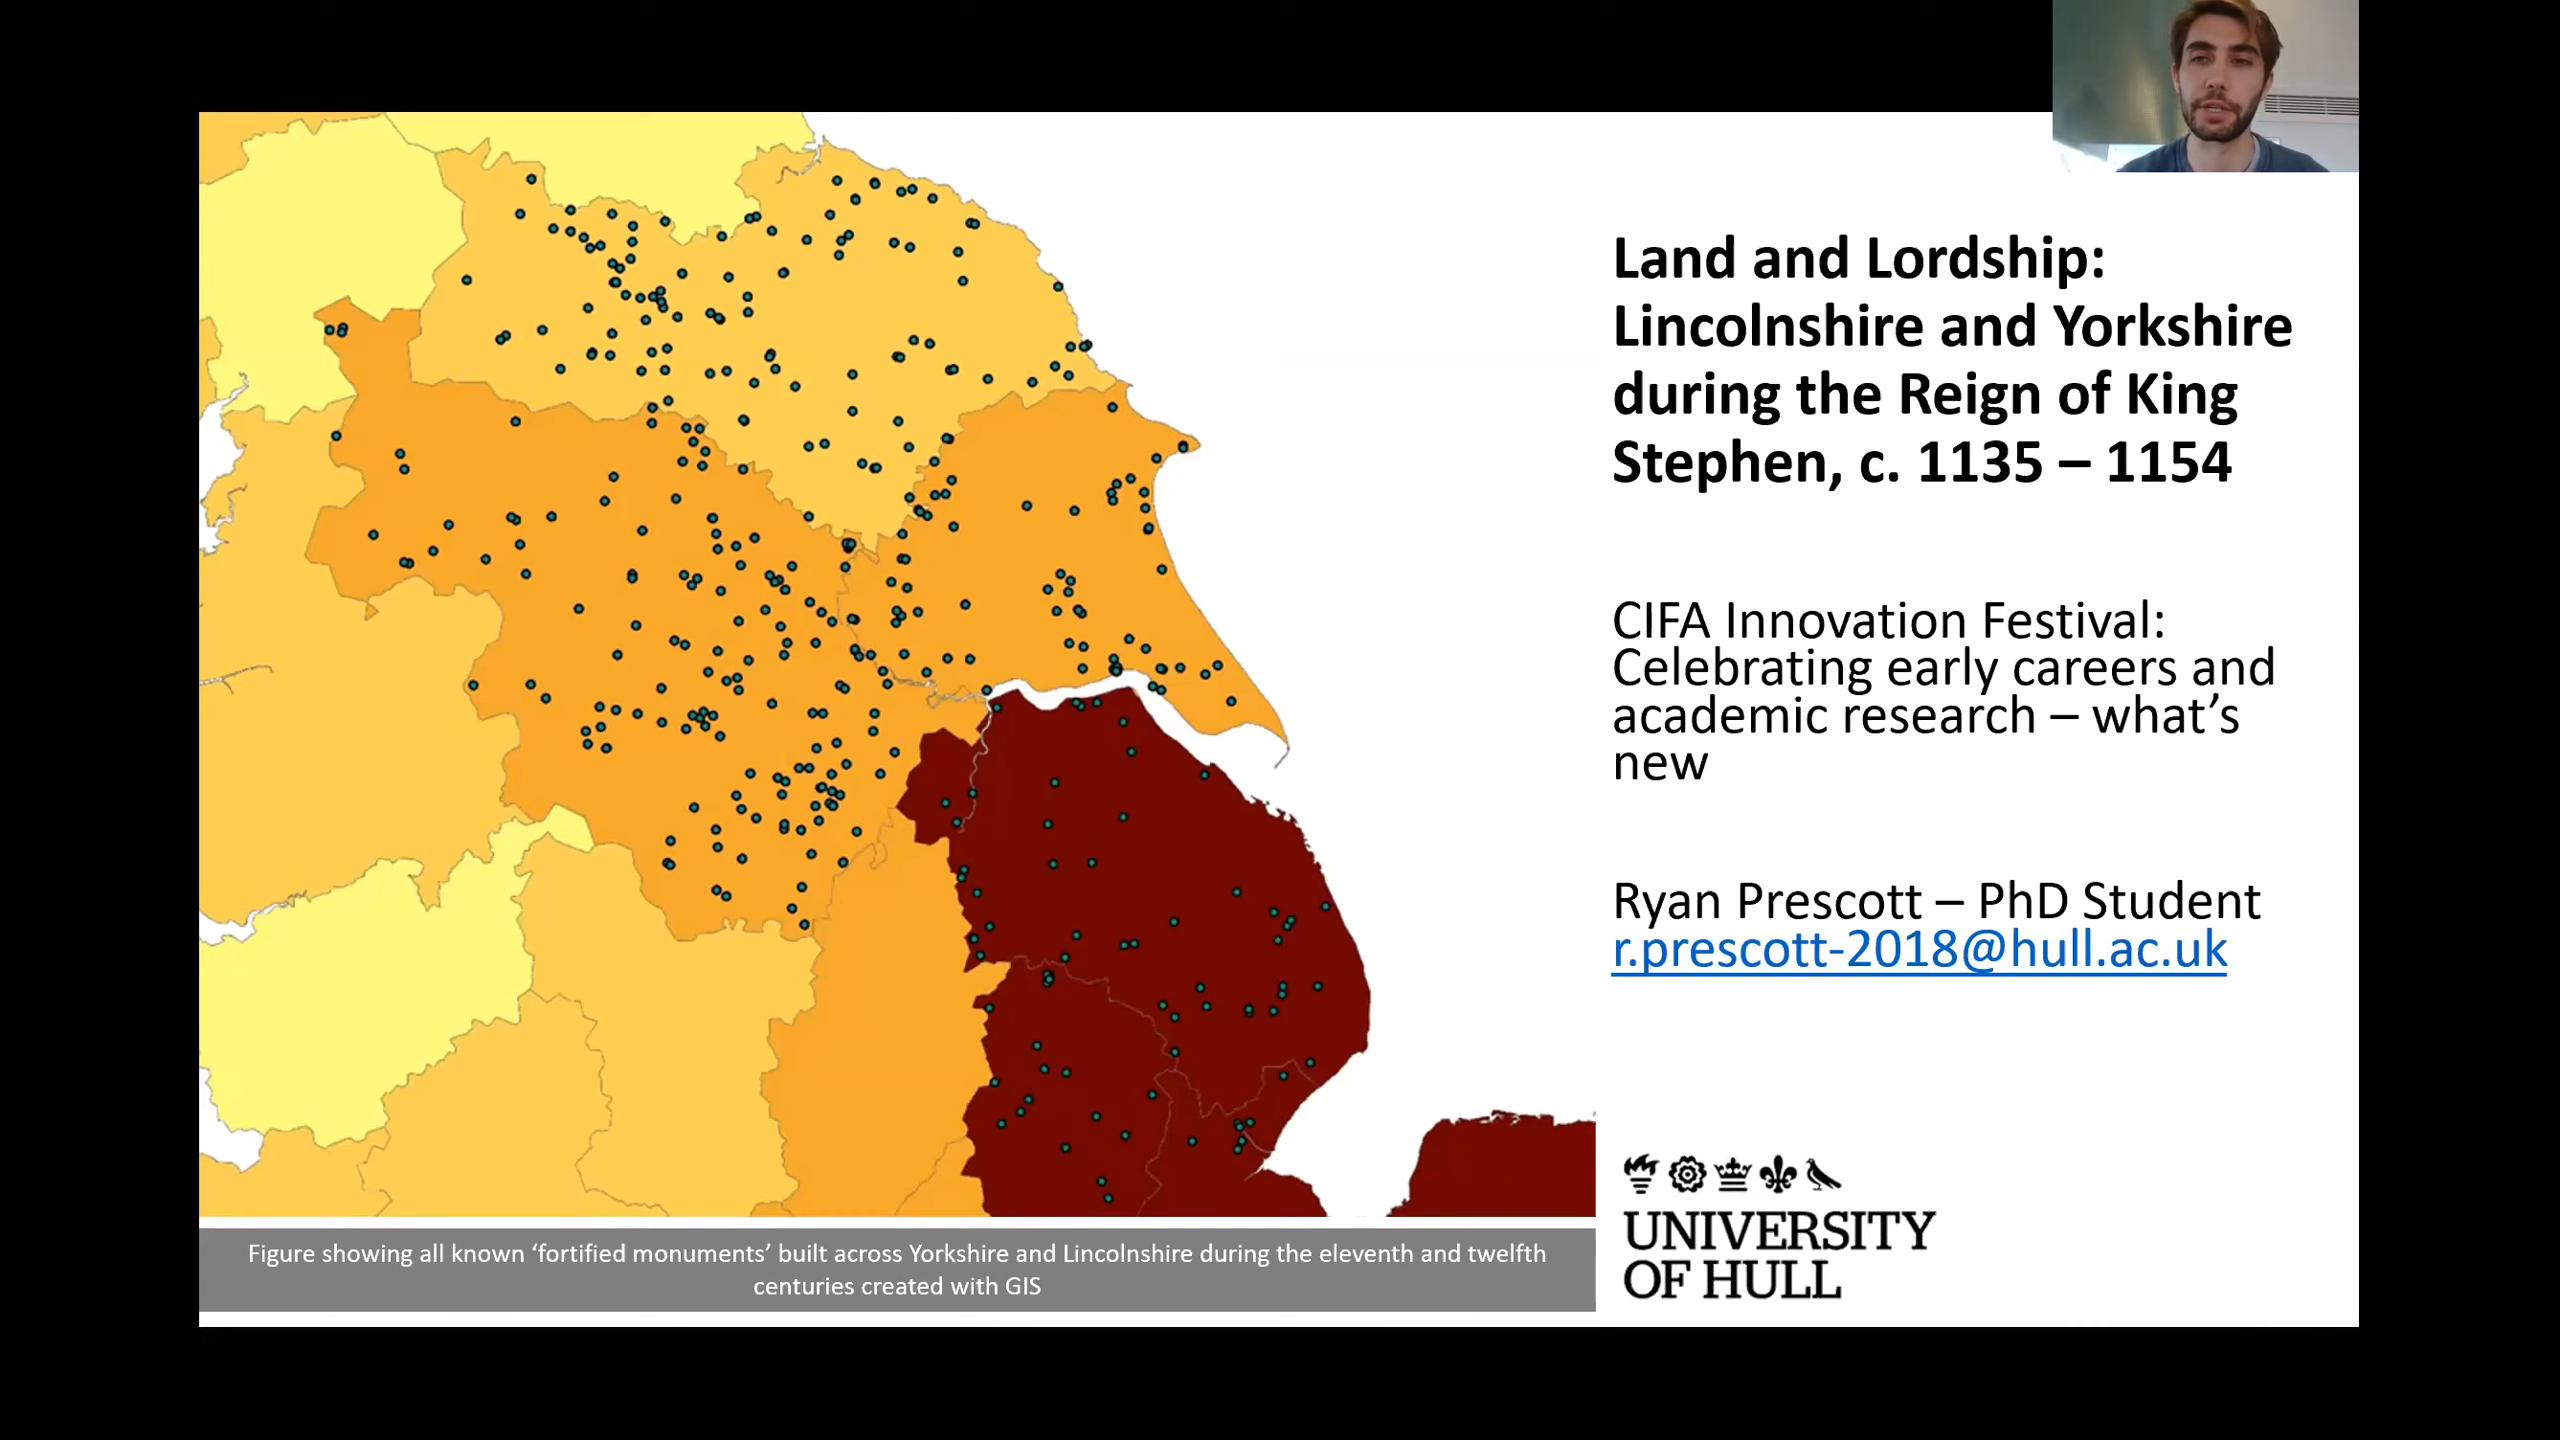 Land and Lordship:
Lincolnshire and Yorkshire
during the Reign of King
Stephen, c. 1135 – 1154
CIFA Innovation Festival:
Celebrating early careers and
academic research – what’s
new
Ryan Prescott – PhD Student
r.prescott-2018@hull.ac.uk
UNIVERSITY
OF HULL
Figure showing all known ‘fortified monuments’ built across Yorkshire and Lincolnshire during the eleventh and twelfth
centuries created with GIS